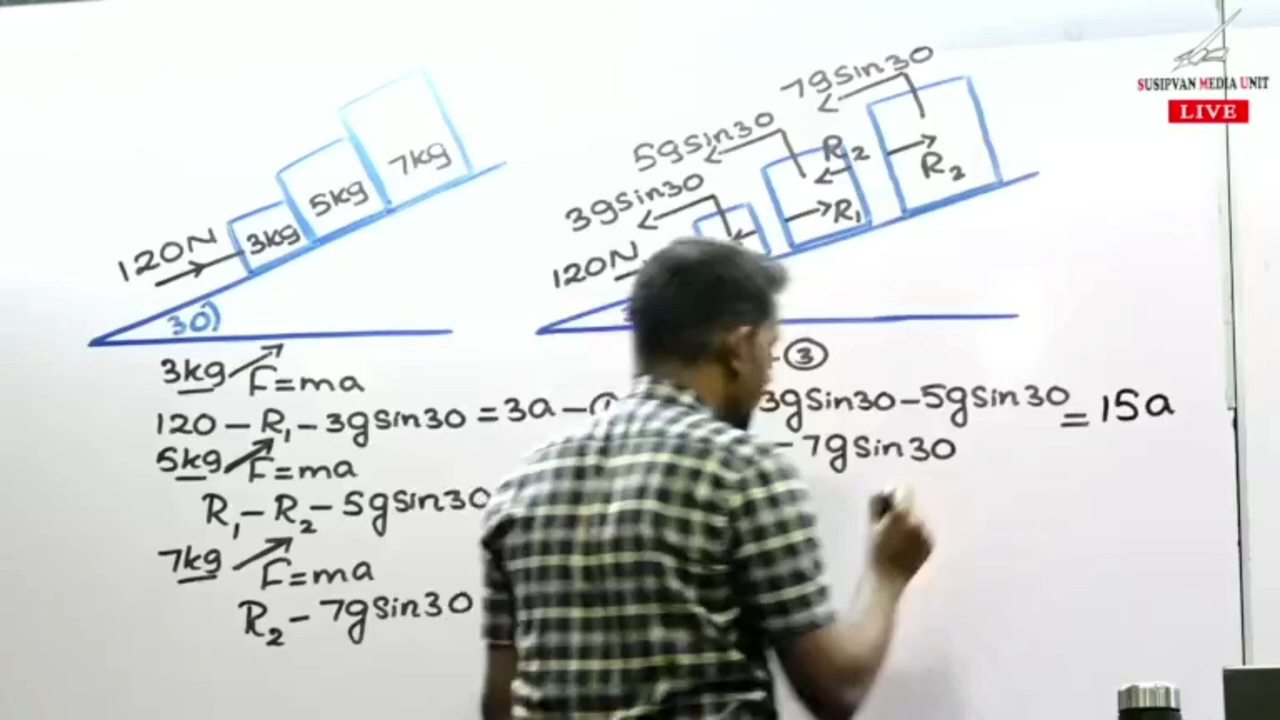 SUSIPVAN MEDIA UNIT
LIVE
7kg
5kg
3kg
120N
30)
7gsin30
5gsin30
3gsin30
R₂
R₂
R₁
120N
3kg F=ma
120 - R₁ - 3gsin30 = 3a -
5kg F=ma
R₁ - R₂ - 5gsin30
7kg F=ma
R₂ - 7gsin30
③
3gsin30 - 5gsin30 = 15a
- 7gsin30